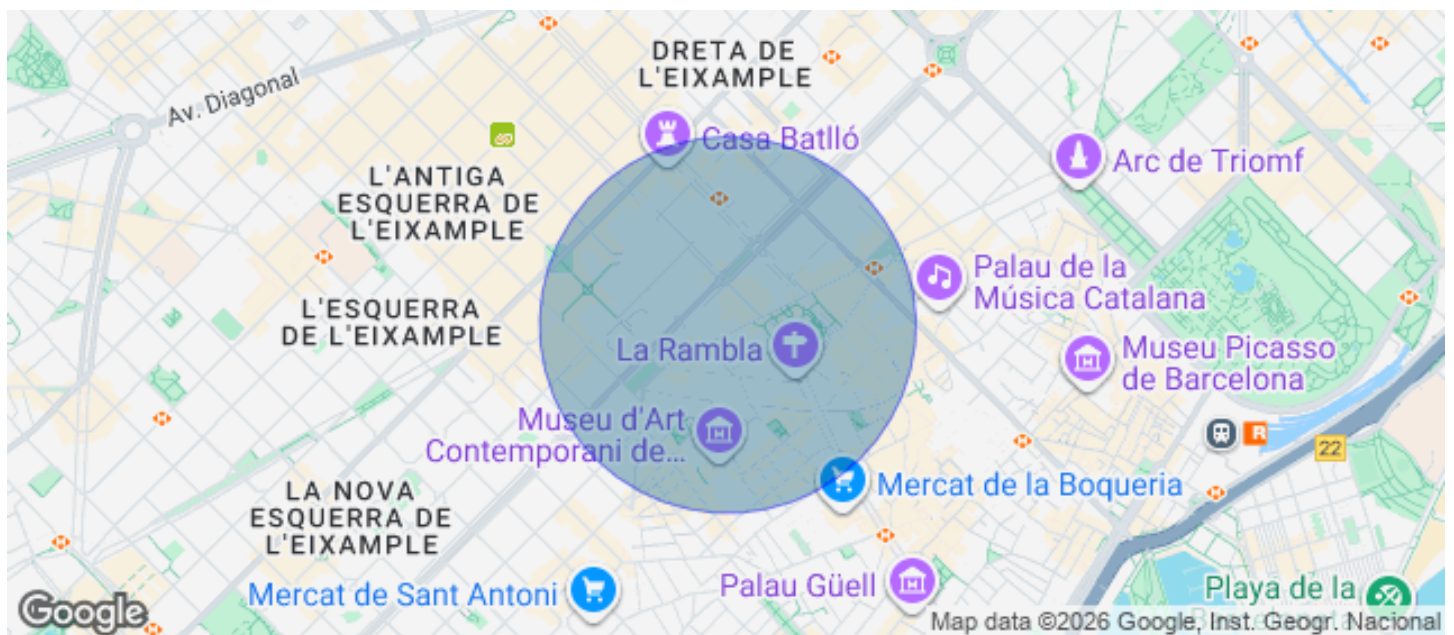 DRETA DE
L'EIXAMPLE
Av. Diagonal
Casa Batlló
Arc de Triomf
L'ANTIGA
ESQUERRA DE
L'EIXAMPLE
Palau de la
Música Catalana
L'ESQUERRA
DE L'EIXAMPLE
La Rambla
Museu Picasso
de Barcelona
Museu d'Art
Contemporani de...
R
22
LA NOVA
ESQUERRA DE
L'EIXAMPLE
Mercat de la Boqueria
Mercat de Sant Antoni
Palau Güell
Playa de la
Google
Map data ©2026 Google, Inst. Geogr. Nacional